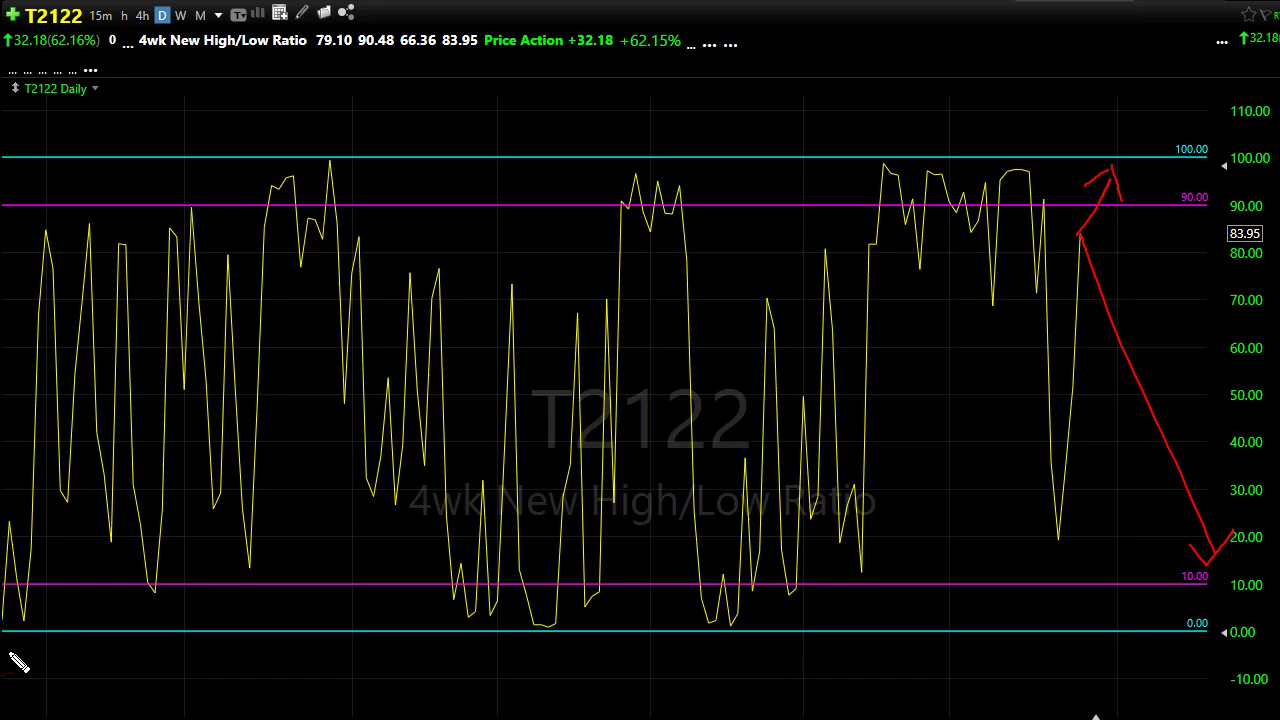 T2122 15m h 4h D W M
32.18(62.16%) 0 ... 4wk New High/Low Ratio 79.10 90.48 66.36 83.95 Price Action +32.18 +62.15% ... ... ... ... 32.18
... ... ... ... ... ...
T2122 Daily
110.00
100.00 100.00
90.00 90.00
83.95
80.00
70.00
60.00
50.00
T2122
40.00
4wk New High/Low Ratio 30.00
20.00
10.00 10.00
0.00 0.00
-10.00